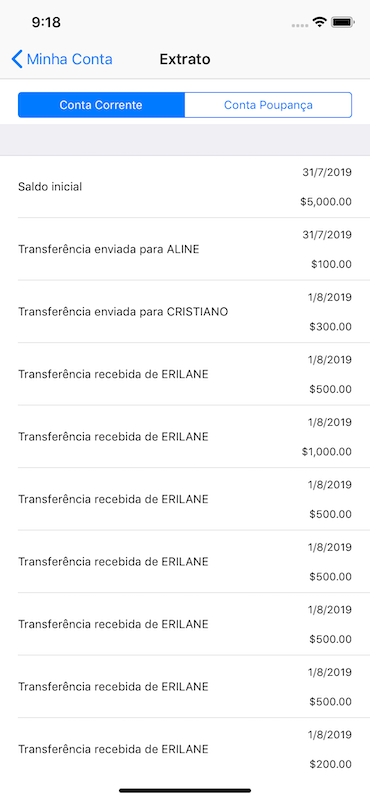 9:18
Minha Conta
Extrato
Conta Corrente
Conta Poupança
31/7/2019
Saldo inicial
$5,000.00
31/7/2019
Transferência enviada para ALINE
$100.00
1/8/2019
Transferência enviada para CRISTIANO
$300.00
1/8/2019
Transferência recebida de ERILANE
$500.00
1/8/2019
Transferência recebida de ERILANE
$1,000.00
1/8/2019
Transferência recebida de ERILANE
$500.00
1/8/2019
Transferência recebida de ERILANE
$500.00
1/8/2019
Transferência recebida de ERILANE
$500.00
1/8/2019
Transferência recebida de ERILANE
$500.00
1/8/2019
Transferência recebida de ERILANE
$200.00